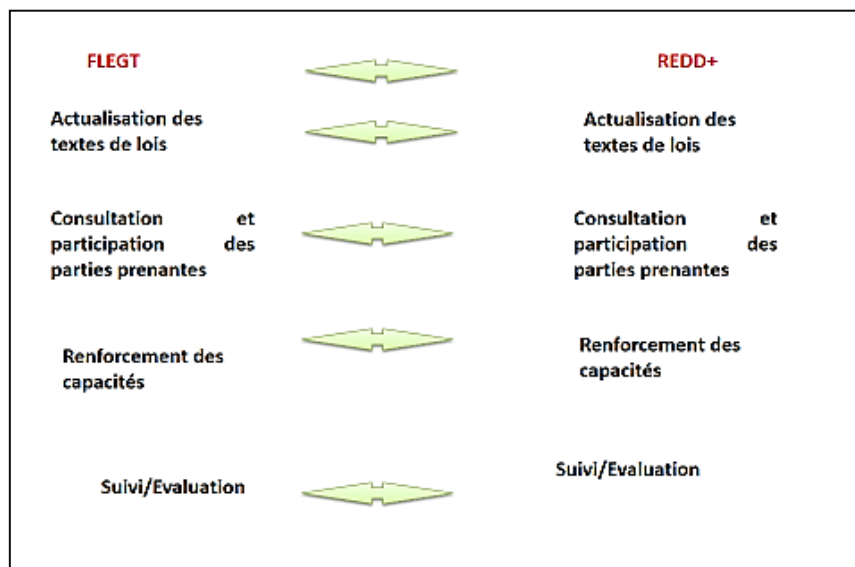 FLEGT
REDD+
Actualisation des
textes de lois
Actualisation des
textes de lois
Consultation et
participation des
parties prenantes
Consultation et
participation des
parties prenantes
Renforcement des
capacités
Renforcement des
capacités
Suivi/Evaluation
Suivi/Evaluation